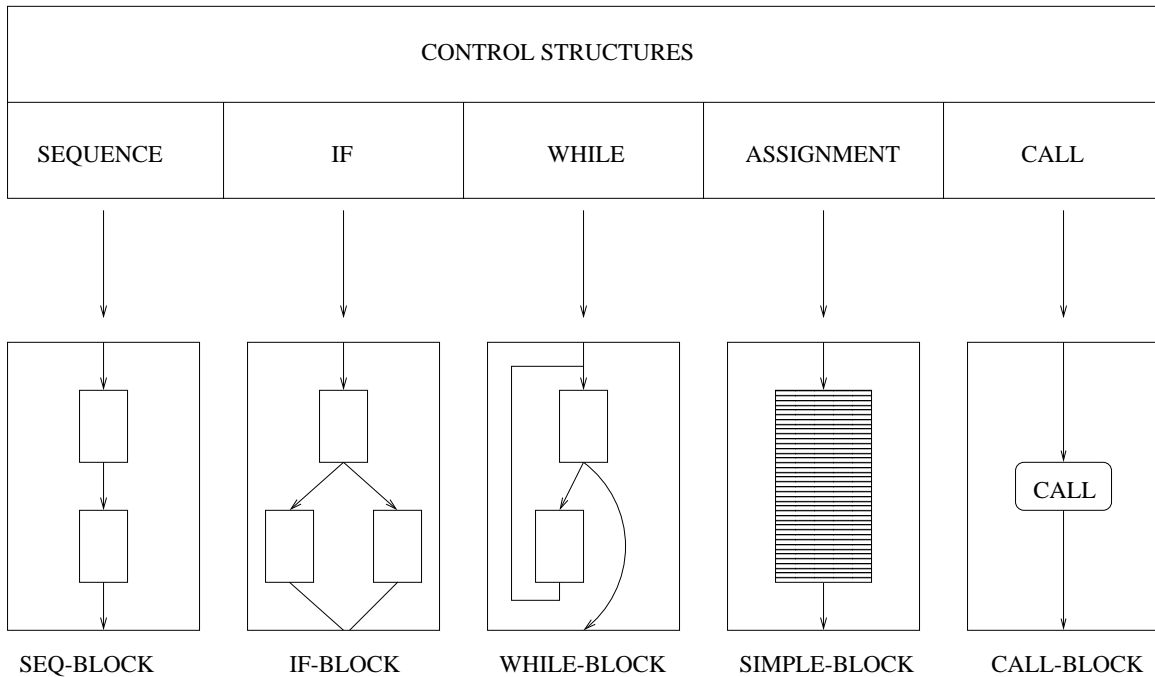 CONTROL STRUCTURES
SEQUENCE IF WHILE ASSIGNMENT CALL
CALL
SEQ-BLOCK IF-BLOCK WHILE-BLOCK SIMPLE-BLOCK CALL-BLOCK